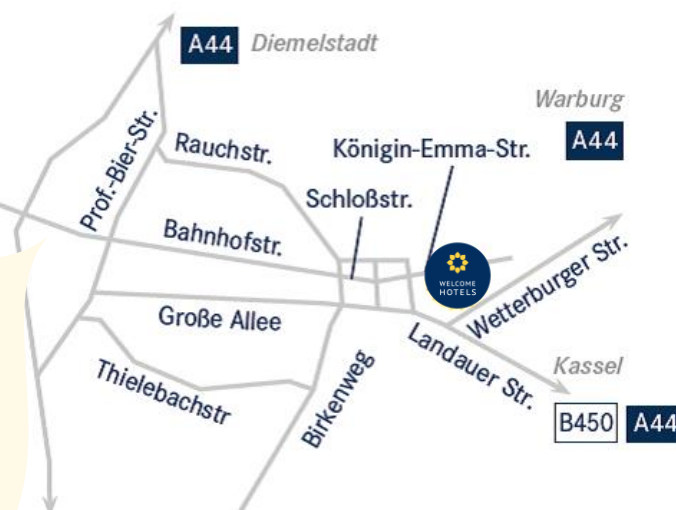 A44 Diemelstadt
Warburg
A44
Prof.-Bier-Str.
Rauchstr.
Königin-Emma-Str.
Schloßstr.
Bahnhofstr.
WELCOME
HOTELS
Wetterburger Str.
Große Allee
Landauer Str.
Kassel
Thielebachstr
Birkenweg
B450 A44